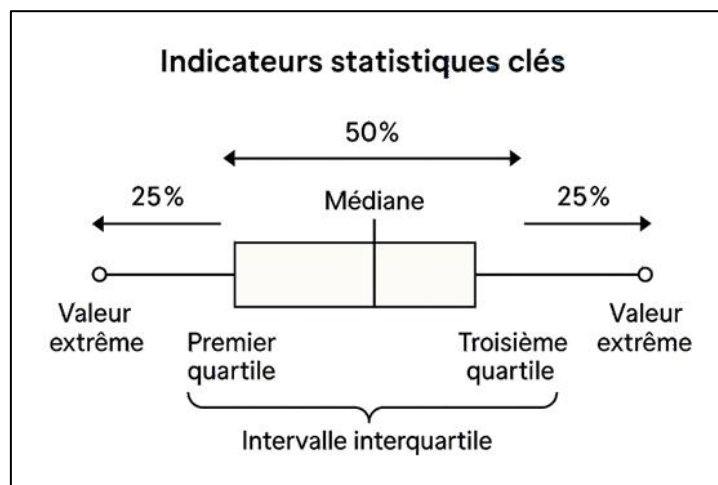 Indicateurs statistiques clés
50%
25%
Médiane
25%
Valeur
extrême
Premier
quartile
Troisième
quartile
Valeur
extrême
Intervalle interquartile